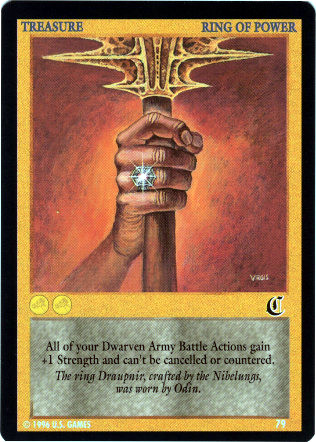 TREASURE
RING OF POWER
VIRGIS
C
All of your Dwarven Army Battle Actions gain
+1 Strength and can't be cancelled or countered.
The ring Draupnir, crafted by the Nibelungs,
was worn by Odin.
© 1996 U.S. GAMES
79